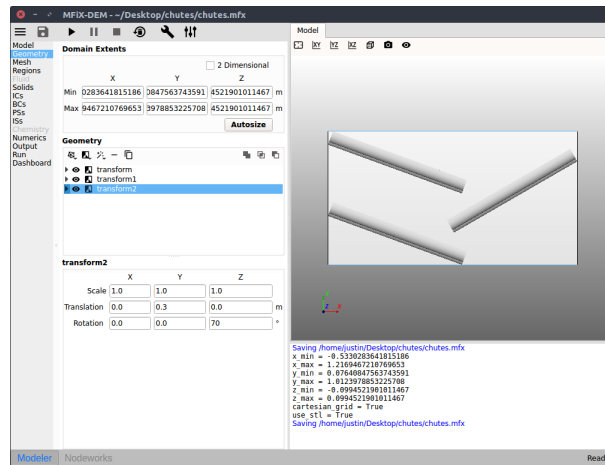 MFiX-DEM - ~/Desktop/chutes/chutes.mfx
Model
Geometry
Mesh
Regions
Fluid
Solids
ICs
BCs
PSs
ISs
Chemistry
Numerics
Output
Run
Dashboard
Domain Extents
2 Dimensional
X Y Z
Min 0283641815186 0847563743591 4521901011467 m
Max 9467210769653 3978853225708 4521901011467 m
Autosize
Geometry
transform
transform1
transform2
transform2
X Y Z
Scale 1.0 1.0 1.0
Translation 0.0 0.3 0.0 m
Rotation 0.0 0.0 70 °
Model
XY YZ XZ
Y
Z X
Saving /home/justin/Desktop/chutes/chutes.mfx
x_min = -0.5330283641815186
x_max = 1.2169467210769653
y_min = 0.07640847563743591
y_max = 1.0123978853225708
z_min = -0.0994521901011467
z_max = 0.0994521901011467
cartesian_grid = True
use_stl = True
Saving /home/justin/Desktop/chutes/chutes.mfx
Modeler Nodeworks
Read